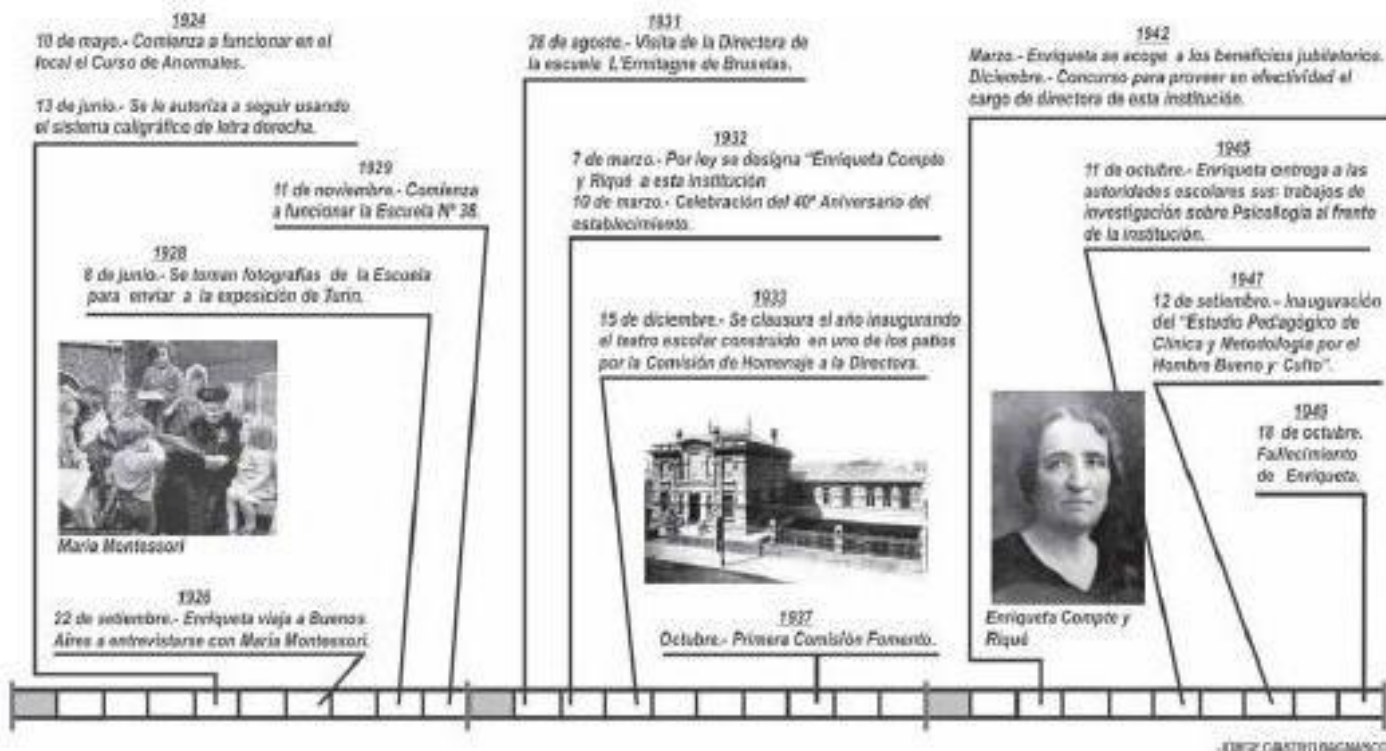 1924
10 de mayo.- Comienza a funcionar en el
local el Curso de Anormales.
13 de junio.- Se le autoriza a seguir usando
el sistema caligráfico de letra derecha.
1929
11 de noviembre.- Comienza
a funcionar la Escuela Nº 38.
1928
8 de junio.- Se toman fotografías de la Escuela
para enviar a la exposición de Turín.
Maria Montessori
1926
22 de setiembre.- Enriqueta viaja a Buenos
Aires a entrevistarse con Maria Montessori.
1931
28 de agosto.- Visita de la Directora de
la escuela L'Ermitagne de Bruselas.
1932
7 de marzo.- Por ley se designa "Enriqueta Compte
y Riqué a esta institución
10 de marzo.- Celebración del 40º Aniversario del
establecimiento.
1933
15 de diciembre.- Se clausura el año inaugurando
el teatro escolar construido en uno de los patios
por la Comisión de Homenaje a la Directora.
1937
Octubre.- Primera Comisión Fomento.
1942
Marzo.- Enriqueta se acoge a los beneficios jubilatorios.
Diciembre.- Concurso para proveer en efectividad el
cargo de directora de esta institución.
1945
11 de octubre.- Enriqueta entrega a las
autoridades escolares sus trabajos de
investigación sobre Psicología al frente
de la institución.
1947
12 de setiembre.- Inauguración
del "Estudio Pedagógico de
Clínica y Metodología por el
Hombre Bueno y Culto".
1949
18 de octubre.
Fallecimiento
de Enriqueta.
Enriqueta Compte y
Riqué
JORGE CASTRO